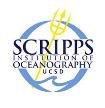 SCRIPPS
INSTITUTION OF
OCEANOGRAPHY
UCSD